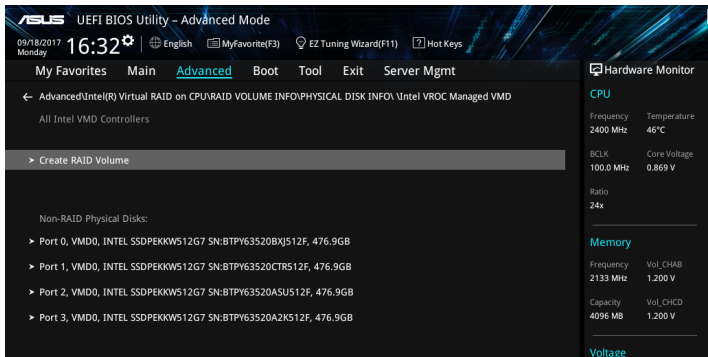 ASUS UEFI BIOS Utility – Advanced Mode
09/18/2017 Monday 16:32 English MyFavorite(F3) EZ Tuning Wizard(F11) ? Hot Keys
My Favorites Main Advanced Boot Tool Exit Server Mgmt
Advanced\Intel(R) Virtual RAID on CPU\RAID VOLUME INFO\PHYSICAL DISK INFO\ \Intel VROC Managed VMD
All Intel VMD Controllers
Create RAID Volume
Non-RAID Physical Disks:
Port 0, VMD0, INTEL SSDPEKKW512G7 SN:BTPY63520BXJ512F, 476.9GB
Port 1, VMD0, INTEL SSDPEKKW512G7 SN:BTPY63520CTR512F, 476.9GB
Port 2, VMD0, INTEL SSDPEKKW512G7 SN:BTPY63520ASU512F, 476.9GB
Port 3, VMD0, INTEL SSDPEKKW512G7 SN:BTPY63520A2K512F, 476.9GB
Hardware Monitor
CPU
Frequency Temperature
2400 MHz 46°C
BCLK Core Voltage
100.0 MHz 0.869 V
Ratio
24x
Memory
Frequency Vol_CHAB
2133 MHz 1.200 V
Capacity Vol_CHCD
4096 MB 1.200 V
Voltage